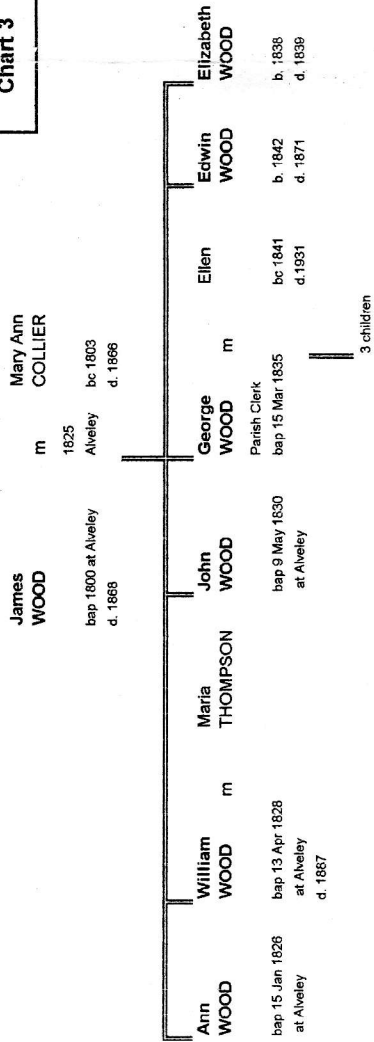 Chart 3
James
WOOD
bap 1800 at Alveley
d. 1868
m
1825
Alveley
Mary Ann
COLLIER
bc 1803
d. 1866
Ann
WOOD
bap 15 Jan 1826
at Alveley
William
WOOD
bap 13 Apr 1828
at Alveley
d. 1887
m
Maria
THOMPSON
John
WOOD
bap 9 May 1830
at Alveley
George
WOOD
Parish Clerk
bap 15 Mar 1835
m
Ellen
bc 1841
d.1931
3 children
Edwin
WOOD
b. 1842
d. 1871
Elizabeth
WOOD
b. 1838
d. 1839